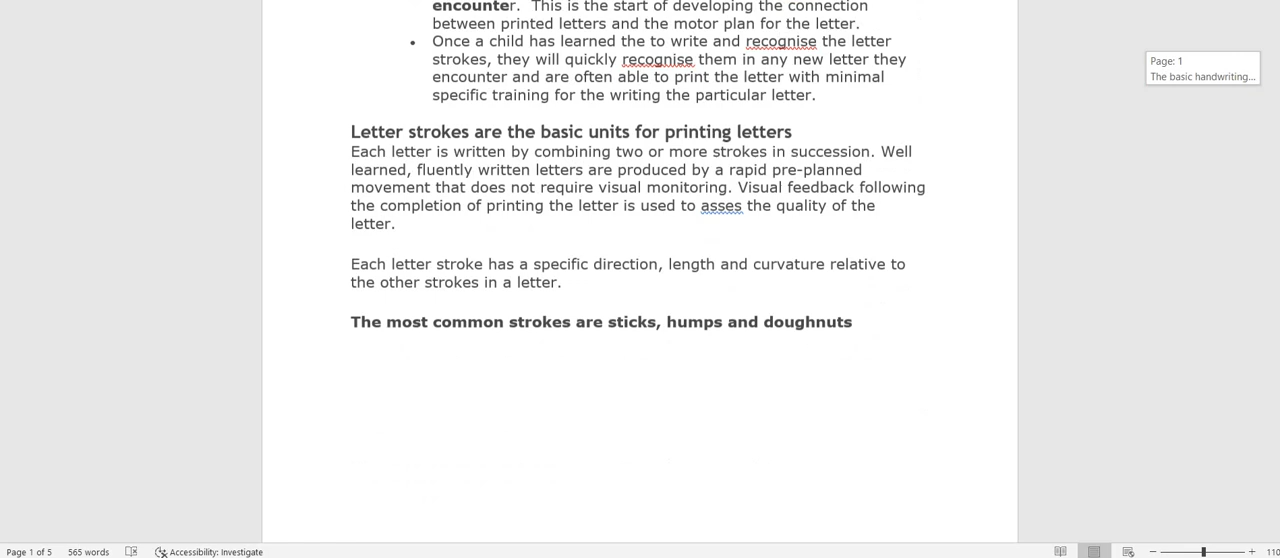 encounter. This is the start of developing the connection
between printed letters and the motor plan for the letter.
• Once a child has learned the to write and recognise the letter
strokes, they will quickly recognise them in any new letter they
encounter and are often able to print the letter with minimal
specific training for the writing the particular letter.
Letter strokes are the basic units for printing letters
Each letter is written by combining two or more strokes in succession. Well
learned, fluently written letters are produced by a rapid pre-planned
movement that does not require visual monitoring. Visual feedback following
the completion of printing the letter is used to asses the quality of the
letter.
Each letter stroke has a specific direction, length and curvature relative to
the other strokes in a letter.
The most common strokes are sticks, humps and doughnuts
Page: 1
The basic handwriting...
Page 1 of 5 565 words Accessibility: Investigate
110